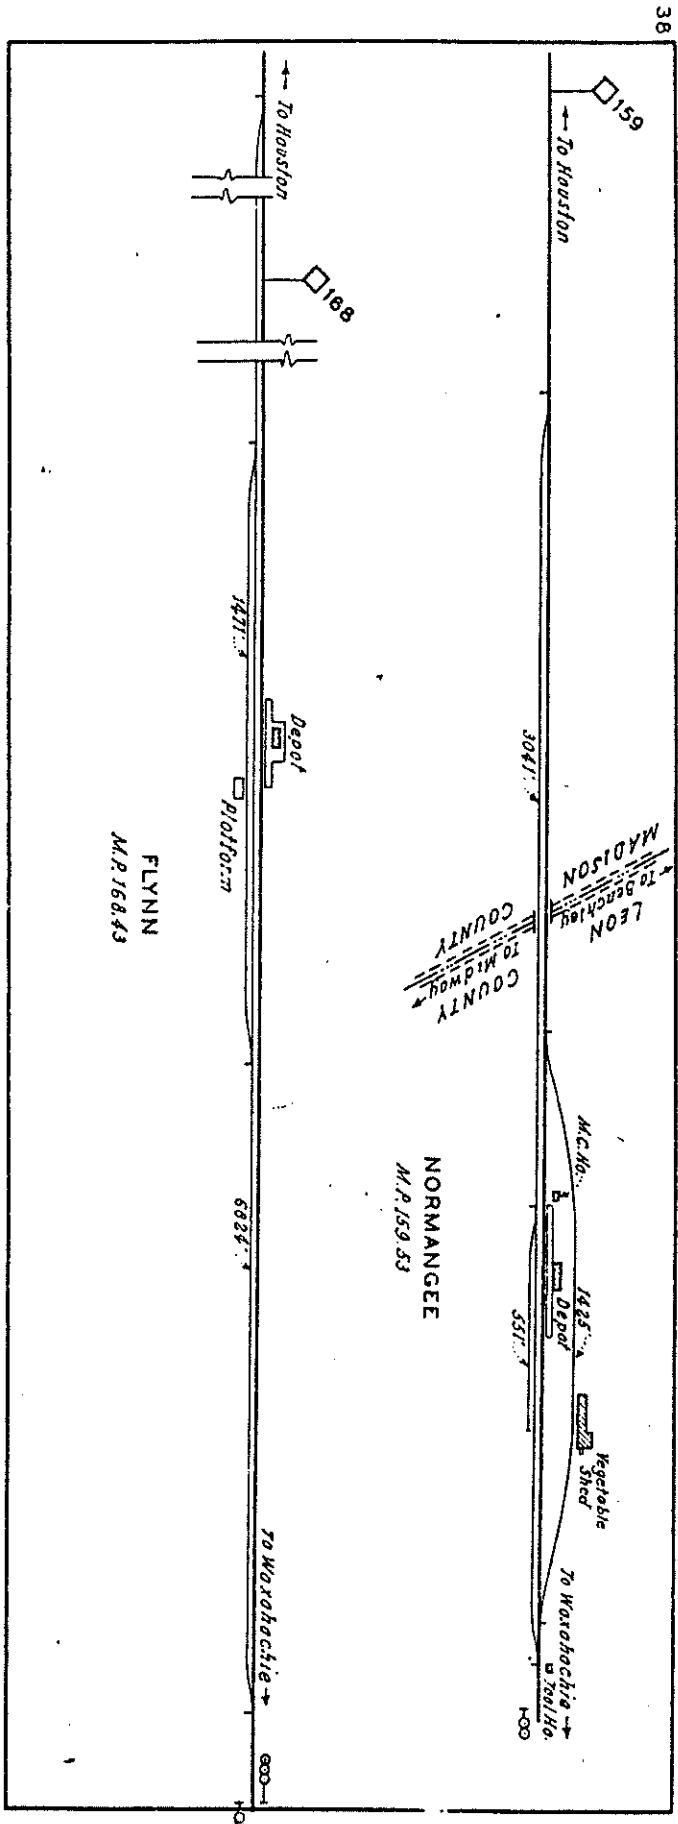 38
159
← To Houston
3041'
MADISON
To Benchley
LEON
COUNTY
To Midway
COUNTY
M.C. Ho.
Depot
1425'
551'
Vegetable
Shed
To Waxahachie →
Tool Ho.
NORMANGEE
M.P. 159.53
← To Houston
168
1471'
Depot
Platform
6824'
To Waxahachie →
FLYNN
M.P. 168.43